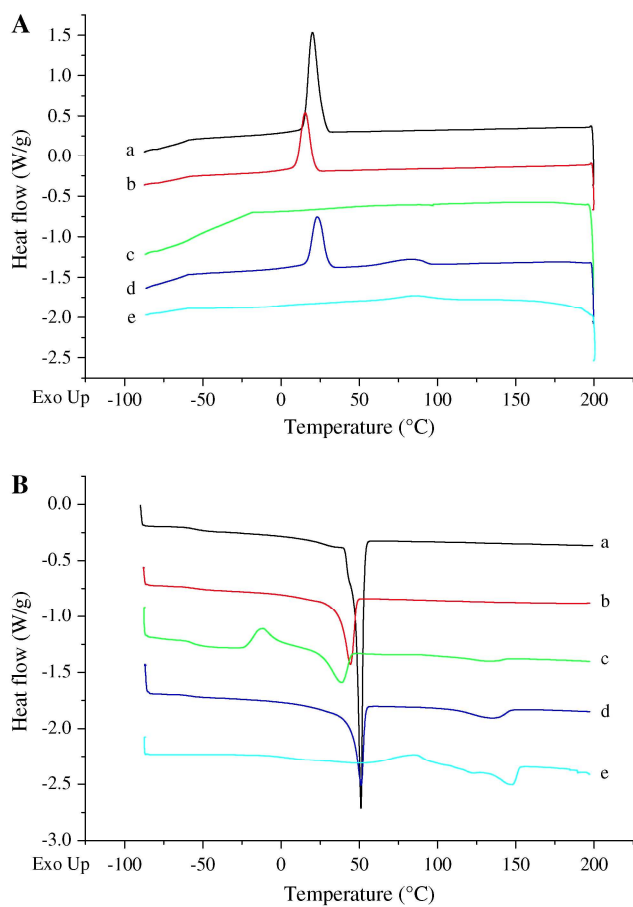 A
1.5
1.0
0.5
0.0
-0.5
-1.0
-1.5
-2.0
-2.5
Heat flow (W/g)
a
b
c
d
e
Exo Up
-100 -50 0 50 100 150 200
Temperature (°C)
B
0.0
-0.5
-1.0
-1.5
-2.0
-2.5
-3.0
Heat flow (W/g)
a
b
c
d
e
Exo Up
-100 -50 0 50 100 150 200
Temperature (°C)